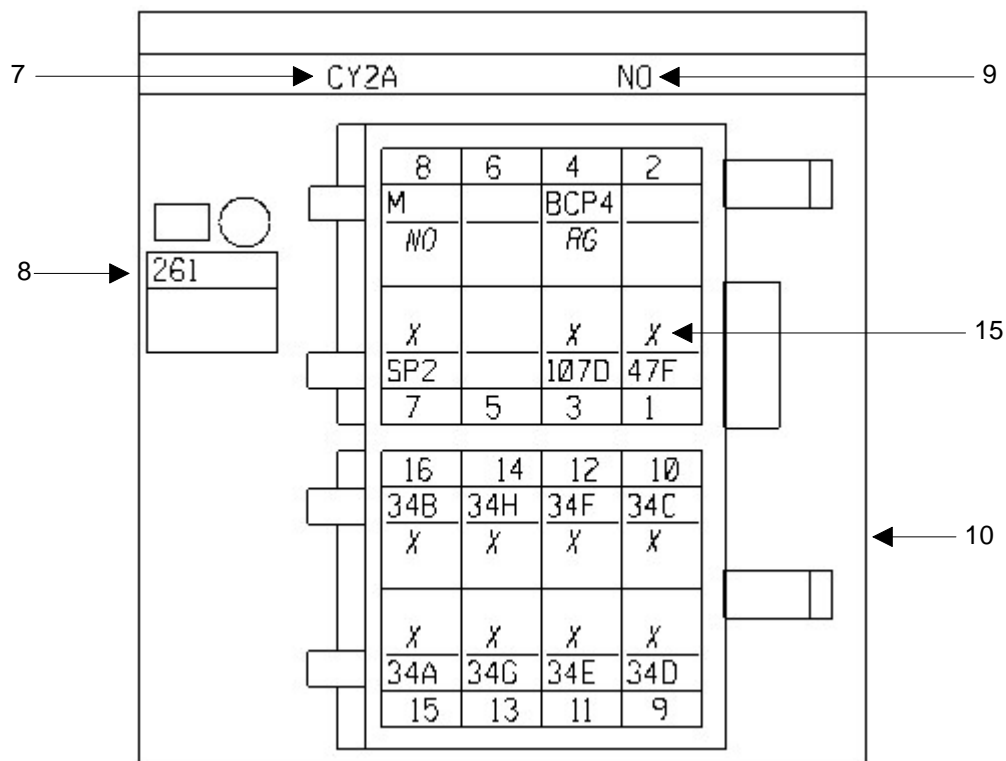 7 CY2A NO 9
8 6 4 2
M BCP4
NO RG
8 261
X X X 15
SP2 107D 47F
7 5 3 1
16 14 12 10
34B 34H 34F 34C
X X X X
10
X X X X
34A 34G 34E 34D
15 13 11 9